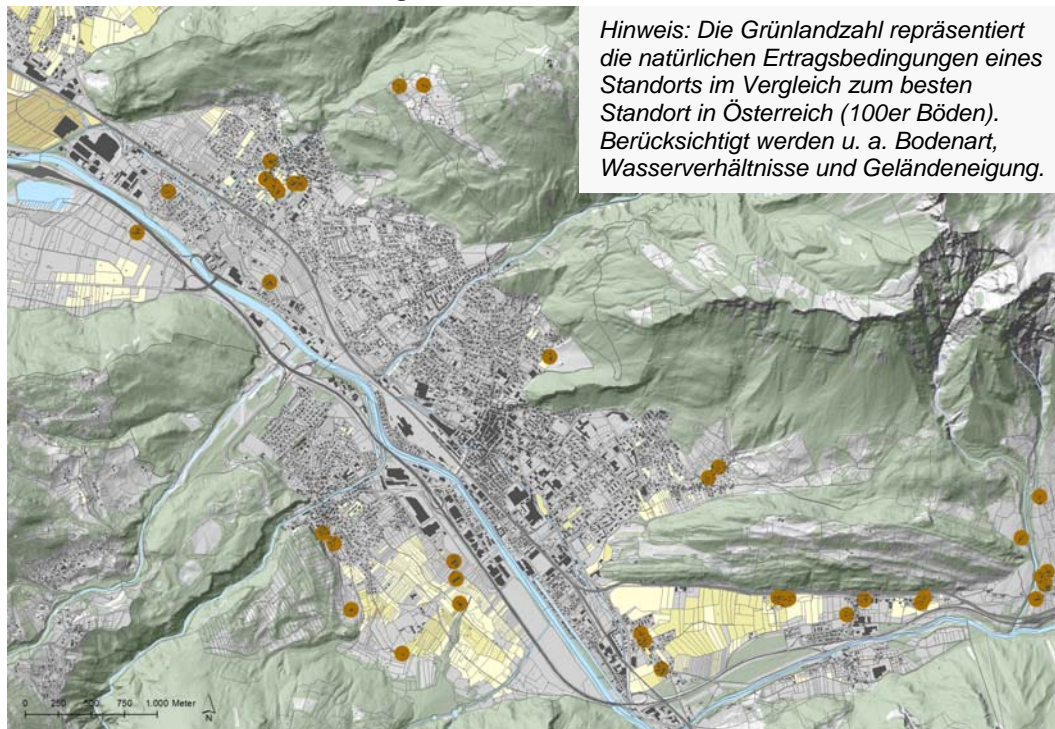 Hinweis: Die Grünlandzahl repräsentiert
die natürlichen Ertragsbedingungen eines
Standorts im Vergleich zum besten
Standort in Österreich (100er Böden).
Berücksichtigt werden u. a. Bodenart,
Wasserverhältnisse und Geländeneigung.
0 250 500 750 1.000 Meter
N